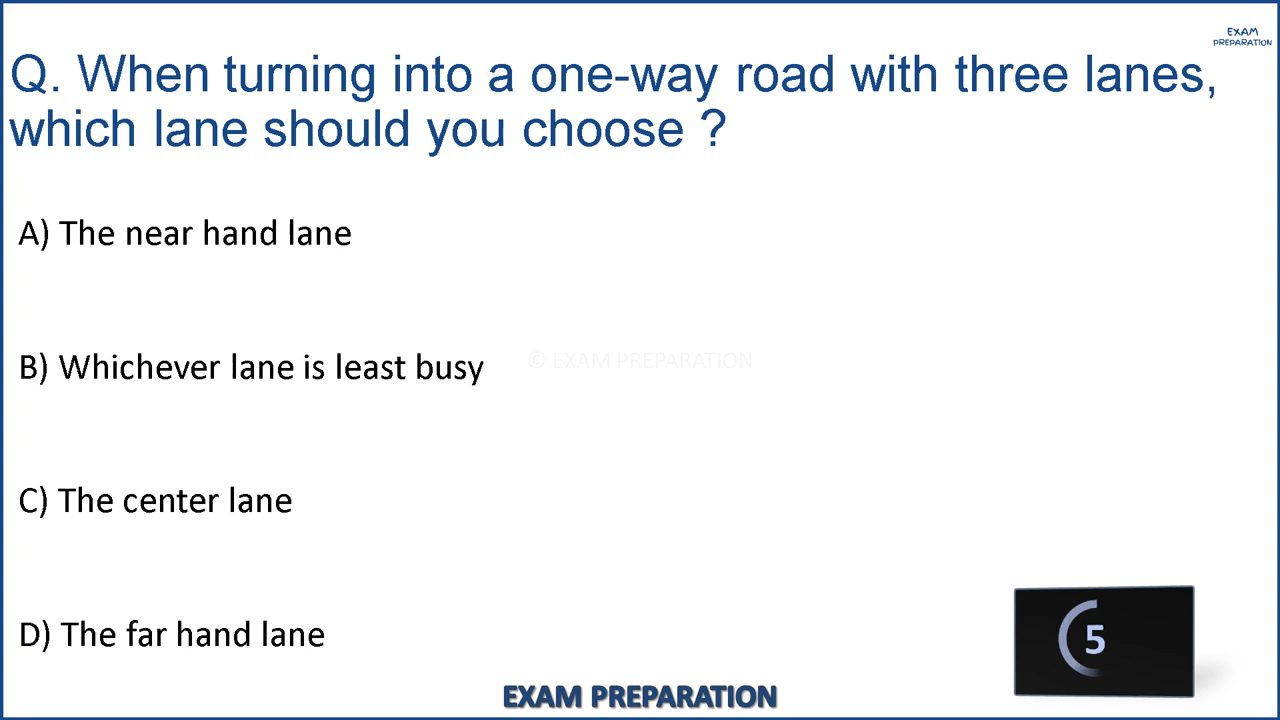 EXAM
PREPARATION
Q. When turning into a one-way road with three lanes,
which lane should you choose ?
A) The near hand lane
B) Whichever lane is least busy
© EXAM PREPARATION
C) The center lane
D) The far hand lane
5
EXAM PREPARATION